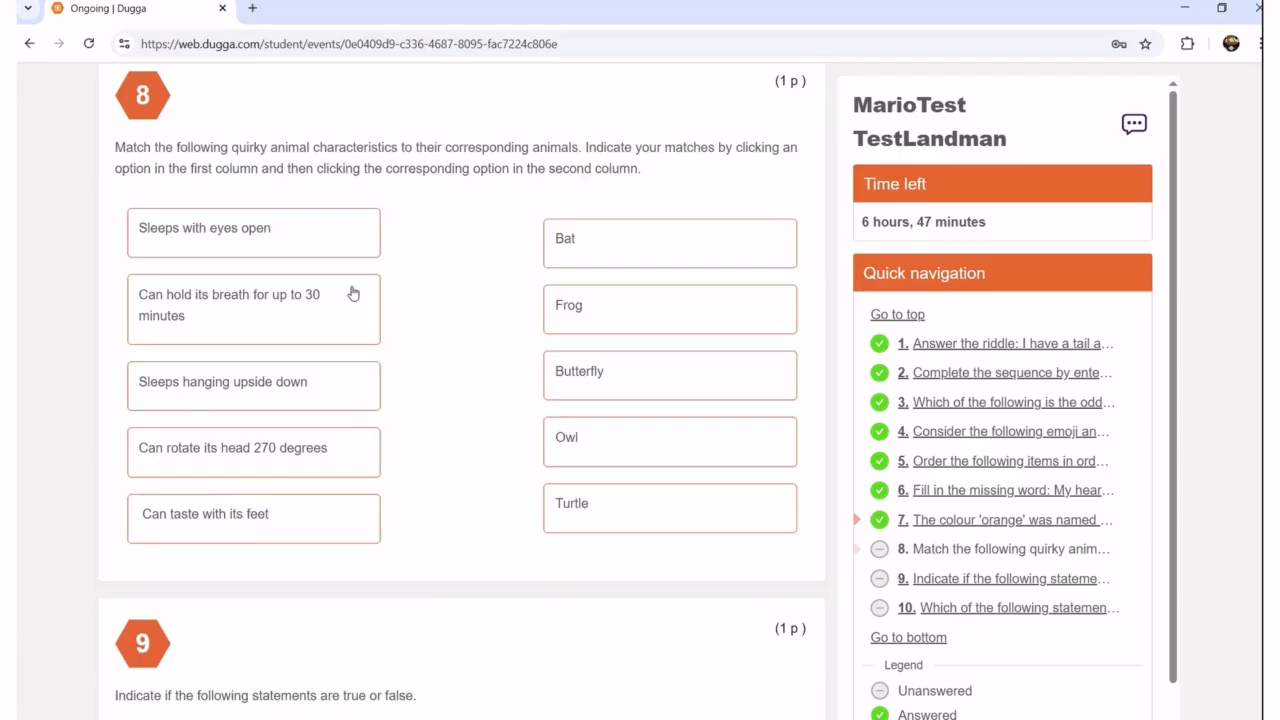 Ongoing | Dugga
https://web.dugga.com/student/events/0e0409d9-c336-4687-8095-fac7224c806e
8
(1 p )
Match the following quirky animal characteristics to their corresponding animals. Indicate your matches by clicking an
option in the first column and then clicking the corresponding option in the second column.
Sleeps with eyes open
Can hold its breath for up to 30
minutes
Sleeps hanging upside down
Can rotate its head 270 degrees
Can taste with its feet
Bat
Frog
Butterfly
Owl
Turtle
9
(1 p )
Indicate if the following statements are true or false.
MarioTest
TestLandman
Time left
6 hours, 47 minutes
Quick navigation
Go to top
1. Answer the riddle: I have a tail a...
2. Complete the sequence by ente...
3. Which of the following is the odd...
4. Consider the following emoji an...
5. Order the following items in ord...
6. Fill in the missing word: My hear...
7. The colour 'orange' was named ...
8. Match the following quirky anim...
9. Indicate if the following stateme...
10. Which of the following statemen...
Go to bottom
Legend
Unanswered
Answered